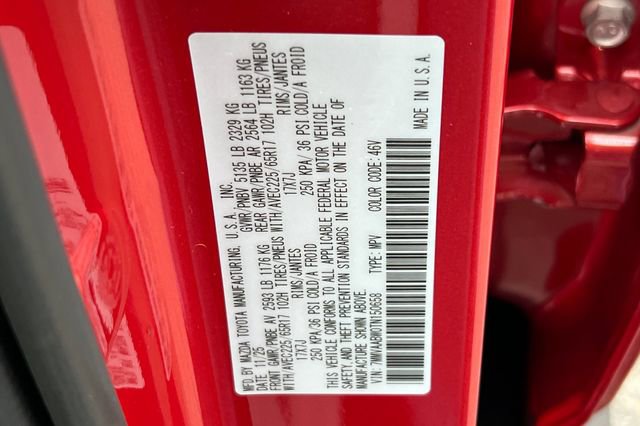 MFD. BY MAZDA TOYOTA MANUFACTURING, U.S.A., INC.
DATE: 11/25 GVWR/PNBV 5135 LB 2329 KG
FRONT GAWR/PNBE AV 2593 LB 1176 KG REAR GAWR/PNBE AR 2564 LB 1163 KG
WITH/AVEC225/65R17 102H TIRES/PNEUS WITH/AVEC225/65R17 102H TIRES/PNEUS
17X7J RIMS/JANTES 17X7J RIMS/JANTES
250 KPA/36 PSI COLD/A FROID 250 KPA/36 PSI COLD/A FROID
THIS VEHICLE CONFORMS TO ALL APPLICABLE FEDERAL MOTOR VEHICLE
SAFETY, AND THEFT PREVENTION STANDARDS IN EFFECT ON THE DATE OF
MANUFACTURE SHOWN ABOVE.
TYPE: MPV COLOR CODE: 46V
MADE IN U.S.A.